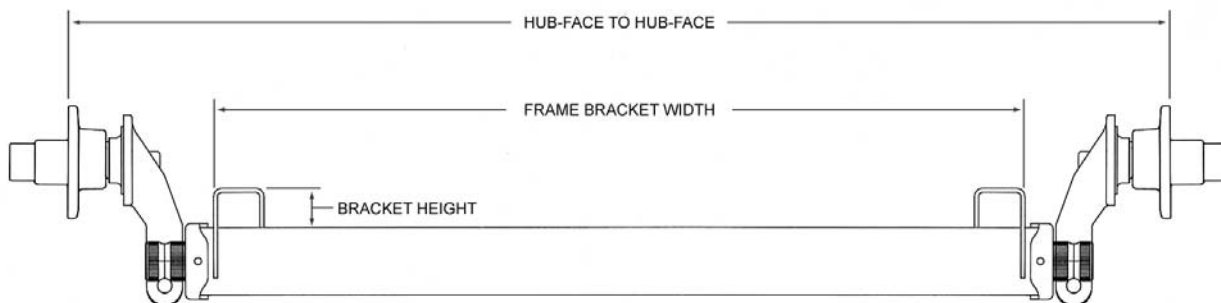 HUB-FACE TO HUB-FACE
FRAME BRACKET WIDTH
BRACKET HEIGHT